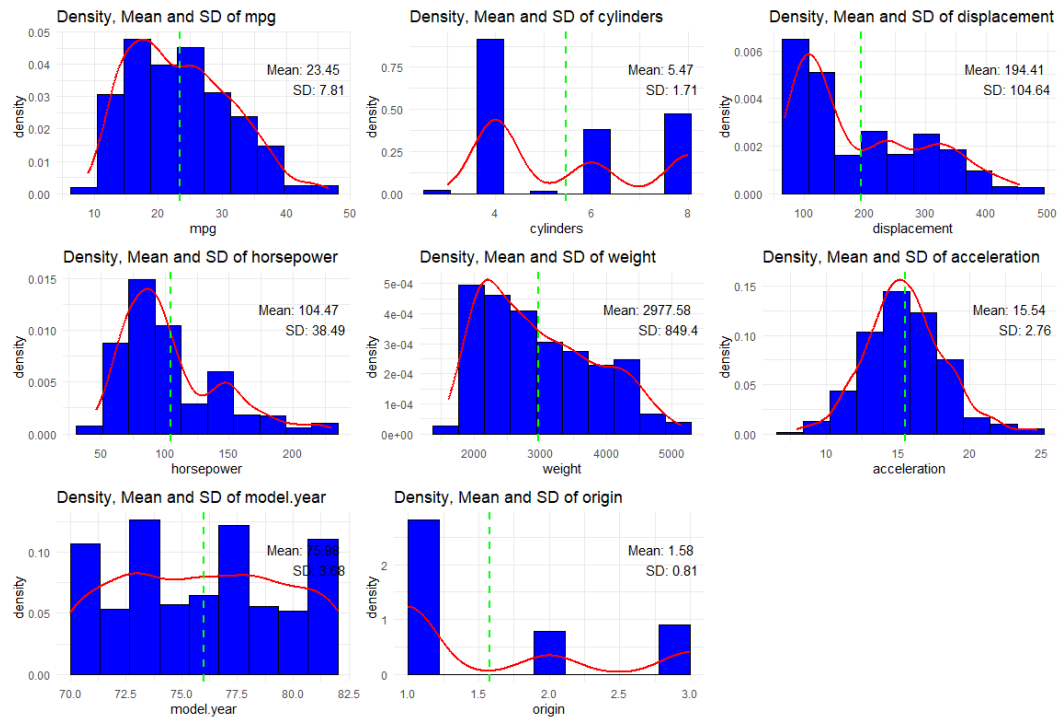 Density, Mean and SD of mpg
Mean: 23.45
SD: 7.81
density
0.05
0.04
0.03
0.02
0.01
0.00
10 20 30 40 50
mpg
Density, Mean and SD of cylinders
Mean: 5.47
SD: 1.71
density
0.75
0.50
0.25
0.00
4 6 8
cylinders
Density, Mean and SD of displacement
Mean: 194.41
SD: 104.64
density
0.006
0.004
0.002
0.000
100 200 300 400 500
displacement
Density, Mean and SD of horsepower
Mean: 104.47
SD: 38.49
density
0.015
0.010
0.005
0.000
50 100 150 200
horsepower
Density, Mean and SD of weight
Mean: 2977.58
SD: 849.4
density
5e-04
4e-04
3e-04
2e-04
1e-04
0e+00
2000 3000 4000 5000
weight
Density, Mean and SD of acceleration
Mean: 15.54
SD: 2.76
density
0.15
0.10
0.05
0.00
10 15 20 25
acceleration
Density, Mean and SD of model.year
Mean: 75.98
SD: 3.68
density
0.10
0.05
0.00
70.0 72.5 75.0 77.5 80.0 82.5
model.year
Density, Mean and SD of origin
Mean: 1.58
SD: 0.81
density
2
1
0
1.0 1.5 2.0 2.5 3.0
origin